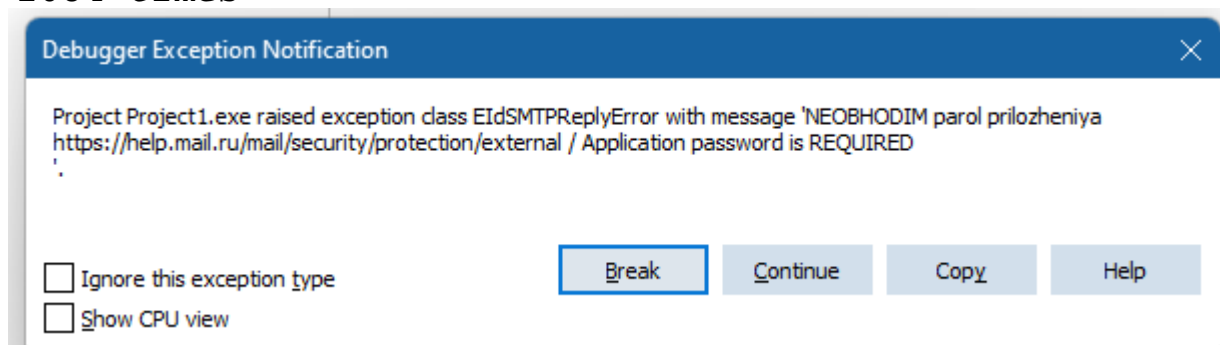 Debugger Exception Notification
Project Project1.exe raised exception class EIdSMTPReplyError with message 'NEOBHODIM parol prilozheniya
https://help.mail.ru/mail/security/protection/external / Application password is REQUIRED
'.
Break Continue Copy Help
Ignore this exception type
Show CPU view